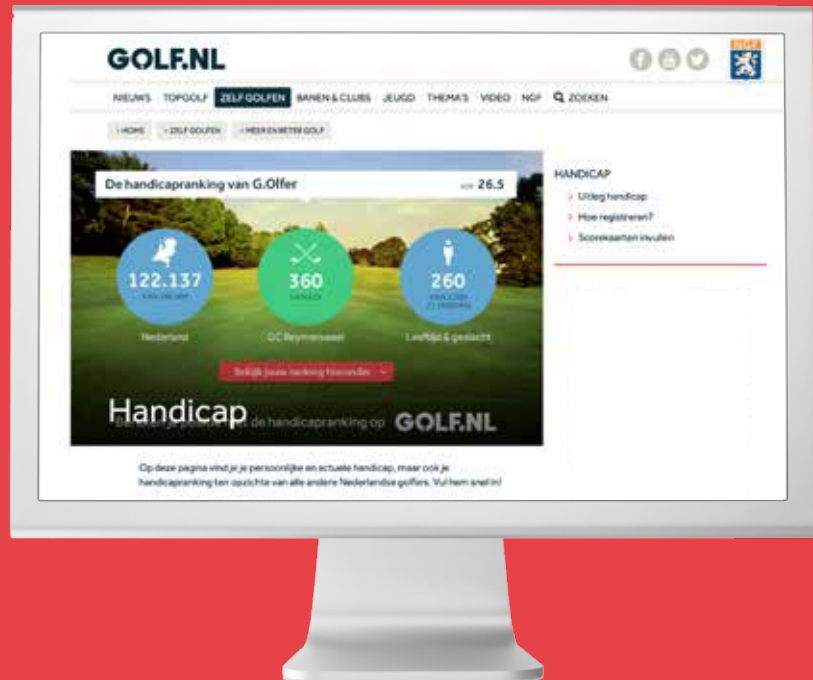 GOLF.NL
NGF
NIEUWS TOPGOLF ZELF GOLFEN BANEN & CLUBS JEUGD THEMA'S VIDEO NGF ZOEKEN
› HOME › ZELF GOLFEN › MEER EN BETER GOLF
De handicapranking van G.Olfer HCP 26.5
HANDICAP
› Uitleg handicap
› Hoe registreren?
› Scorekaarten invullen
122.137
360
260
Nederland
GC Beymerswael
Leeftijd & geslacht
Bekijk jouw ranking hieronder
Handicap
de handicapranking op GOLF.NL
Op deze pagina vind je je persoonlijke en actuele handicap, maar ook je
handicapranking ten opzichte van alle andere Nederlandse golfers. Vul hem snel in!